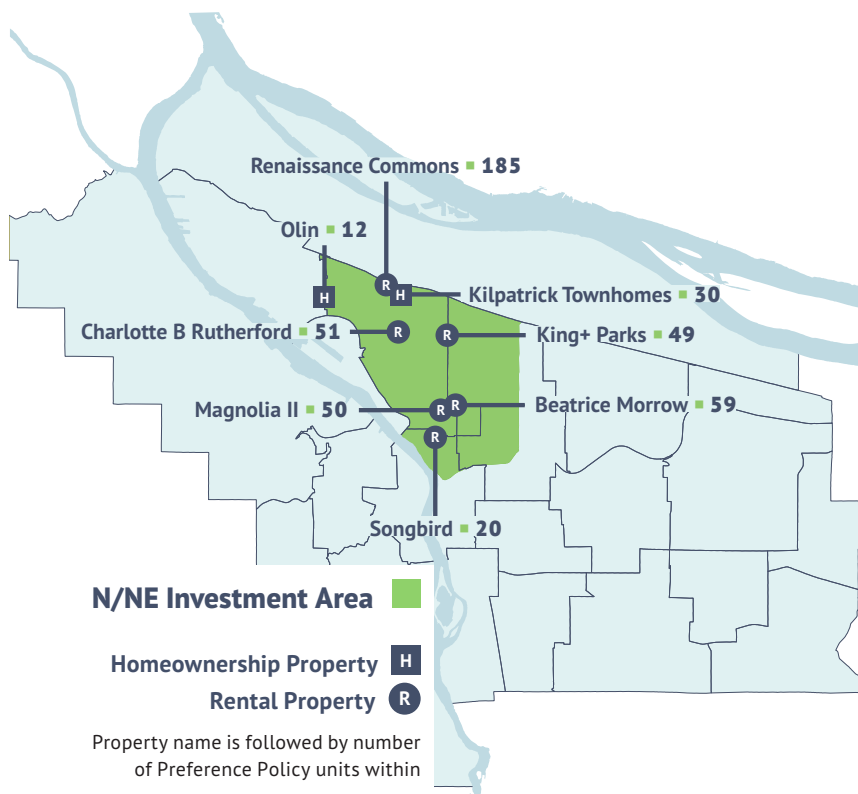 Renaissance Commons ▪ 185
Olin ▪ 12
R
H
H
Kilpatrick Townhomes ▪ 30
Charlotte B Rutherford ▪ 51
R
R
King+ Parks ▪ 49
Magnolia II ▪ 50
R
R
Beatrice Morrow ▪ 59
R
Songbird ▪ 20
N/NE Investment Area
Homeownership Property H
Rental Property R
Property name is followed by number
of Preference Policy units within